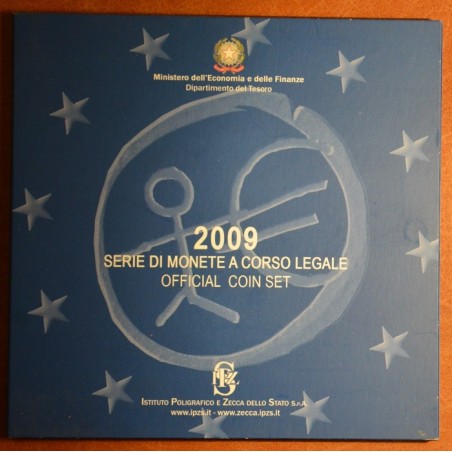 Ministero dell'Economia e delle Finanze
Dipartimento del Tesoro
2009
SERIE DI MONETE A CORSO LEGALE
OFFICIAL COIN SET
IPZS
ISTITUTO POLIGRAFICO E ZECCA DELLO STATO S.P.A.
www.ipzs.it - www.zecca.ipzs.it